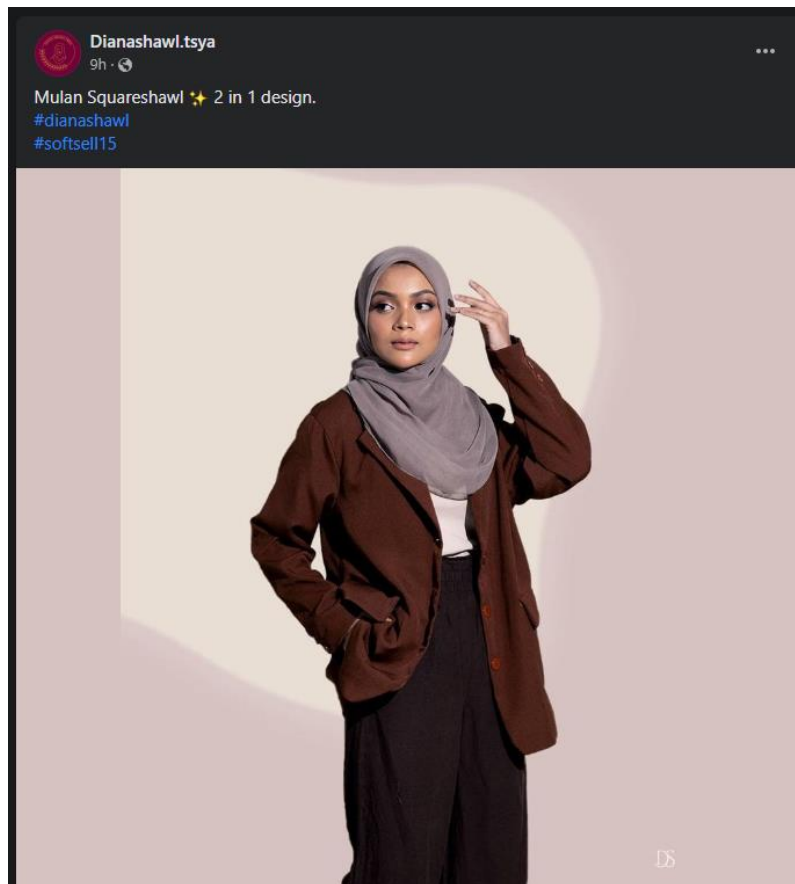 Dianashawl.tsya
9h ·
Mulan Squareshawl ✨ 2 in 1 design.
#dianashawl
#softsell15
DS